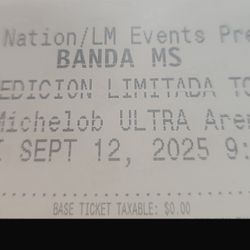 Nation/LM Events Pre
BANDA MS
EDICION LIMITADA TO
Michelob ULTRA Aren
SEPT 12, 2025 9:
BASE TICKET TAXABLE: $0.00